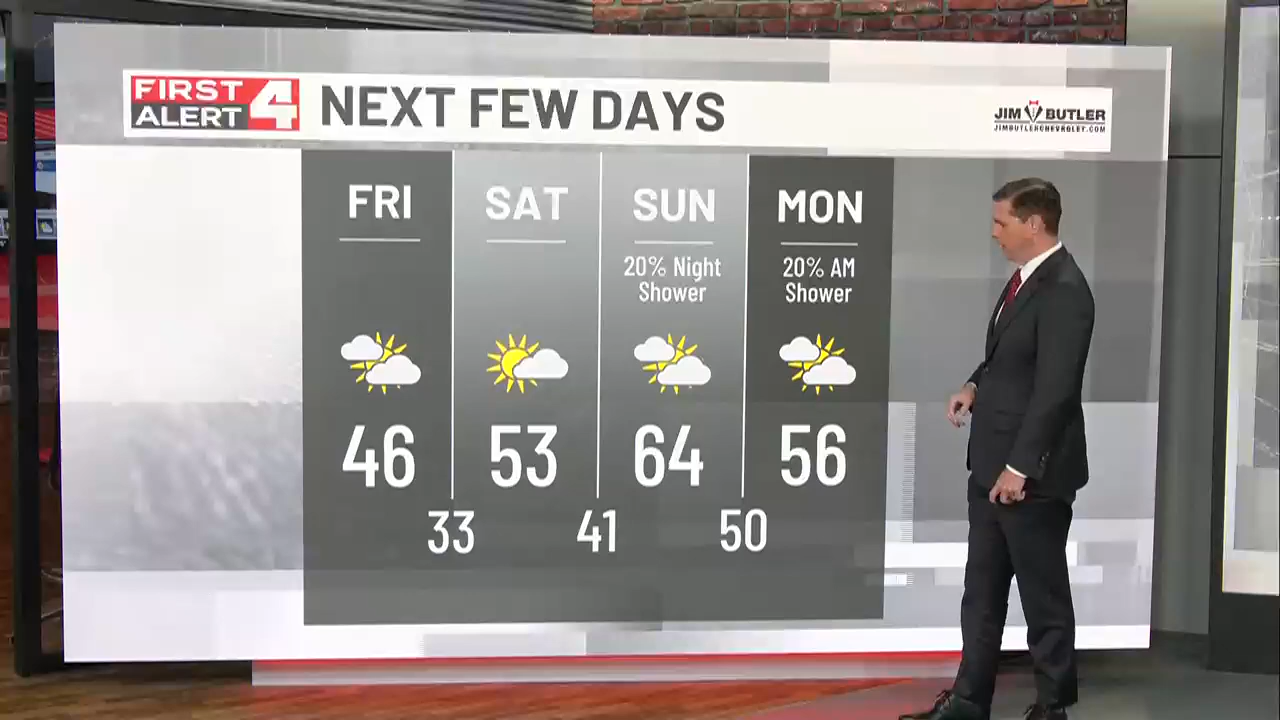 FIRST
ALERT 4
NEXT FEW DAYS
JIM BUTLER
JIMBUTLERCHEVROLET.COM
FRI SAT SUN MON
20% Night
Shower
20% AM
Shower
46 53 64 56
33 41 50